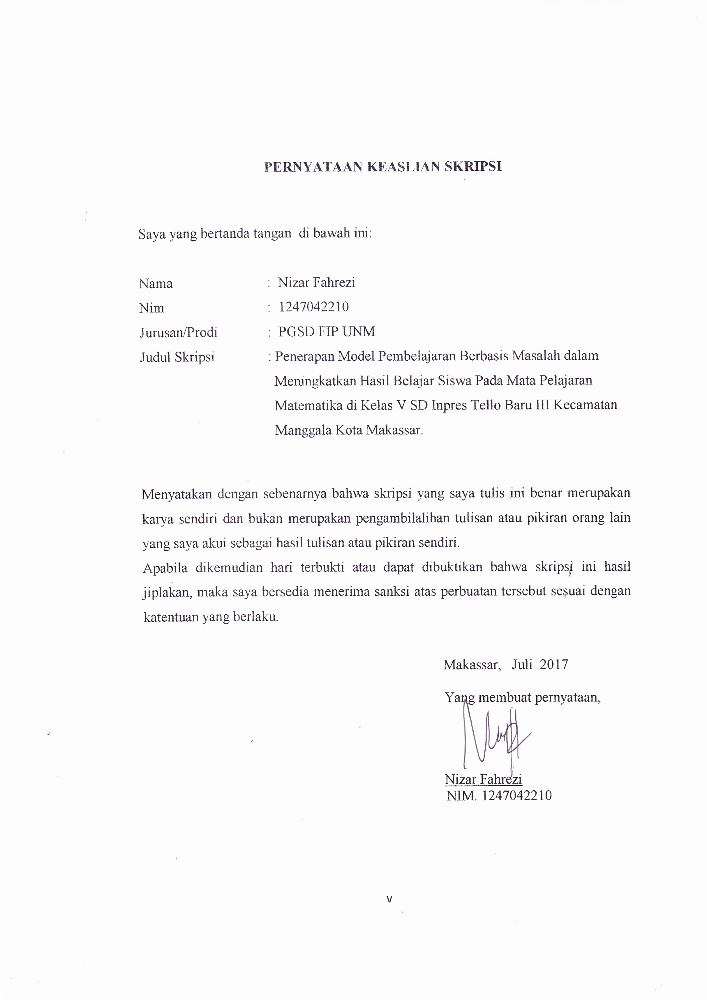 PERNYATAAN KEASLIAN SKRIPSI
Saya yang bertanda tangan di bawah ini:
Nama : Nizar Fahrezi
Nim : 1247042210
Jurusan/Prodi : PGSD FIP UNM
Judul Skripsi : Penerapan Model Pembelajaran Berbasis Masalah dalam
Meningkatkan Hasil Belajar Siswa Pada Mata Pelajaran
Matematika di Kelas V SD Inpres Tello Baru III Kecamatan
Manggala Kota Makassar.
Menyatakan dengan sebenarnya bahwa skripsi yang saya tulis ini benar merupakan
karya sendiri dan bukan merupakan pengambilalihan tulisan atau pikiran orang lain
yang saya akui sebagai hasil tulisan atau pikiran sendiri.
Apabila dikemudian hari terbukti atau dapat dibuktikan bahwa skripsi ini hasil
jiplakan, maka saya bersedia menerima sanksi atas perbuatan tersebut sesuai dengan
katentuan yang berlaku.
Makassar, Juli 2017
Yang membuat pernyataan,
Nizar Fahrezi
NIM. 1247042210
v